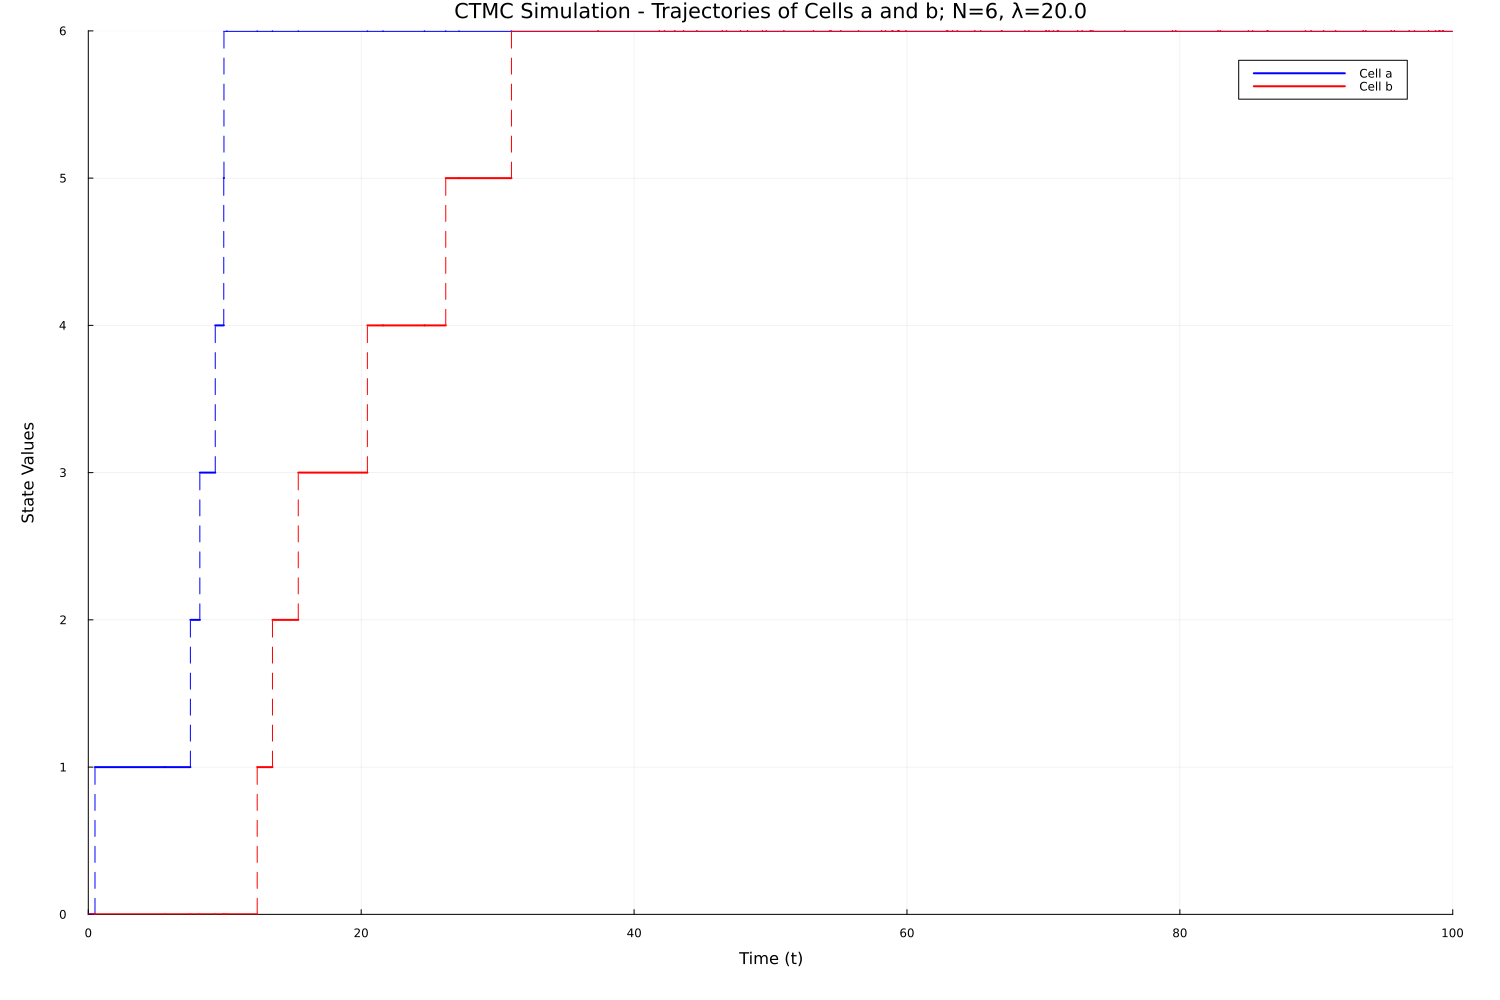 CTMC Simulation - Trajectories of Cells a and b; N=6, λ=20.0
6
Cell a
Cell b
5
4
State Values
3
2
1
0
0 20 40 60 80 100
Time (t)